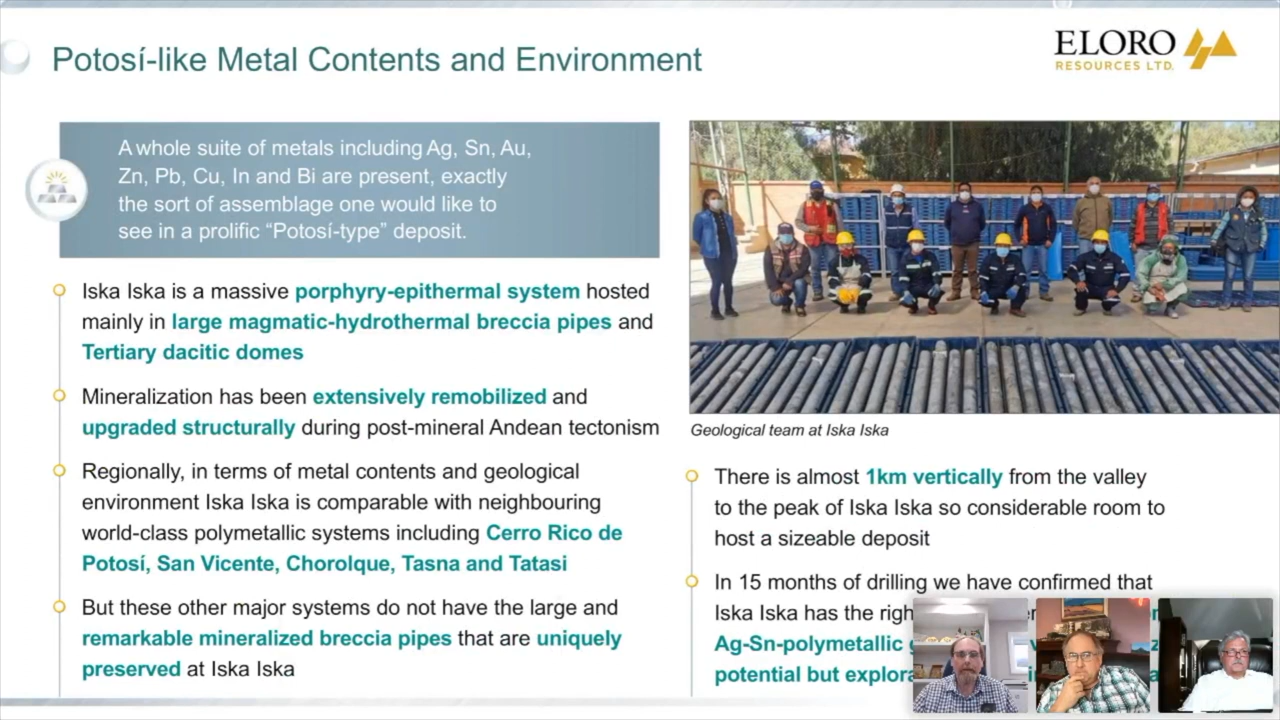 Potosí-like Metal Contents and Environment
ELORO
RESOURCES LTD.
A whole suite of metals including Ag, Sn, Au,
Zn, Pb, Cu, In and Bi are present, exactly
the sort of assemblage one would like to
see in a prolific “Potosí-type” deposit.
Iska Iska is a massive porphyry-epithermal system hosted
mainly in large magmatic-hydrothermal breccia pipes and
Tertiary dacitic domes
Mineralization has been extensively remobilized and
upgraded structurally during post-mineral Andean tectonism
Regionally, in terms of metal contents and geological
environment Iska Iska is comparable with neighbouring
world-class polymetallic systems including Cerro Rico de
Potosí, San Vicente, Chorolque, Tasna and Tatasi
But these other major systems do not have the large and
remarkable mineralized breccia pipes that are uniquely
preserved at Iska Iska
Geological team at Iska Iska
There is almost 1km vertically from the valley
to the peak of Iska Iska so considerable room to
host a sizeable deposit
In 15 months of drilling we have confirmed that
Iska Iska has the
Ag-Sn-polymetallic
potential but